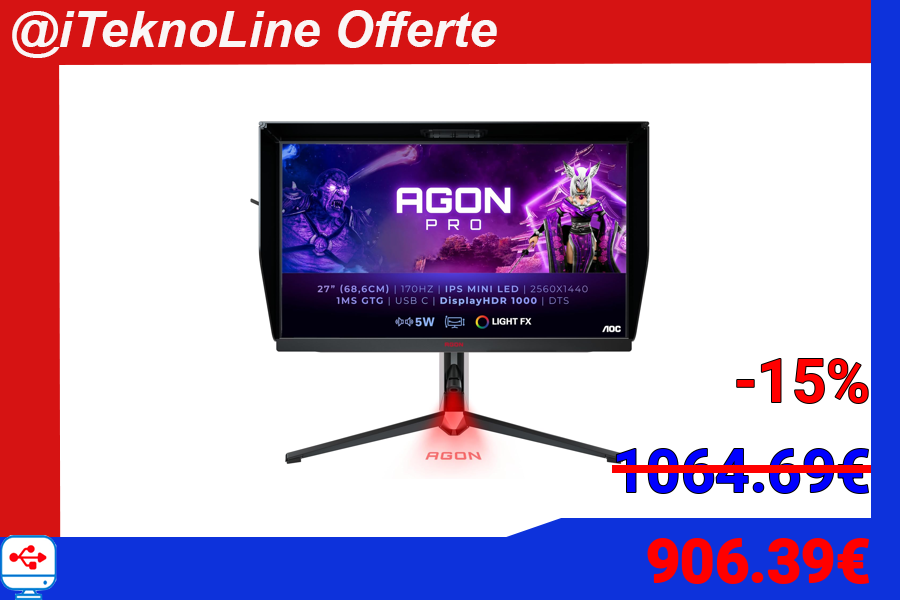 @iTeknoLine Offerte
AGON
PRO
27” (68,6CM) | 170HZ | IPS MINI LED | 2560X1440
1MS GTG | USB C | DisplayHDR 1000 | DTS
5W LIGHT FX
AOC
AGON
-15%
1064.69€
906.39€